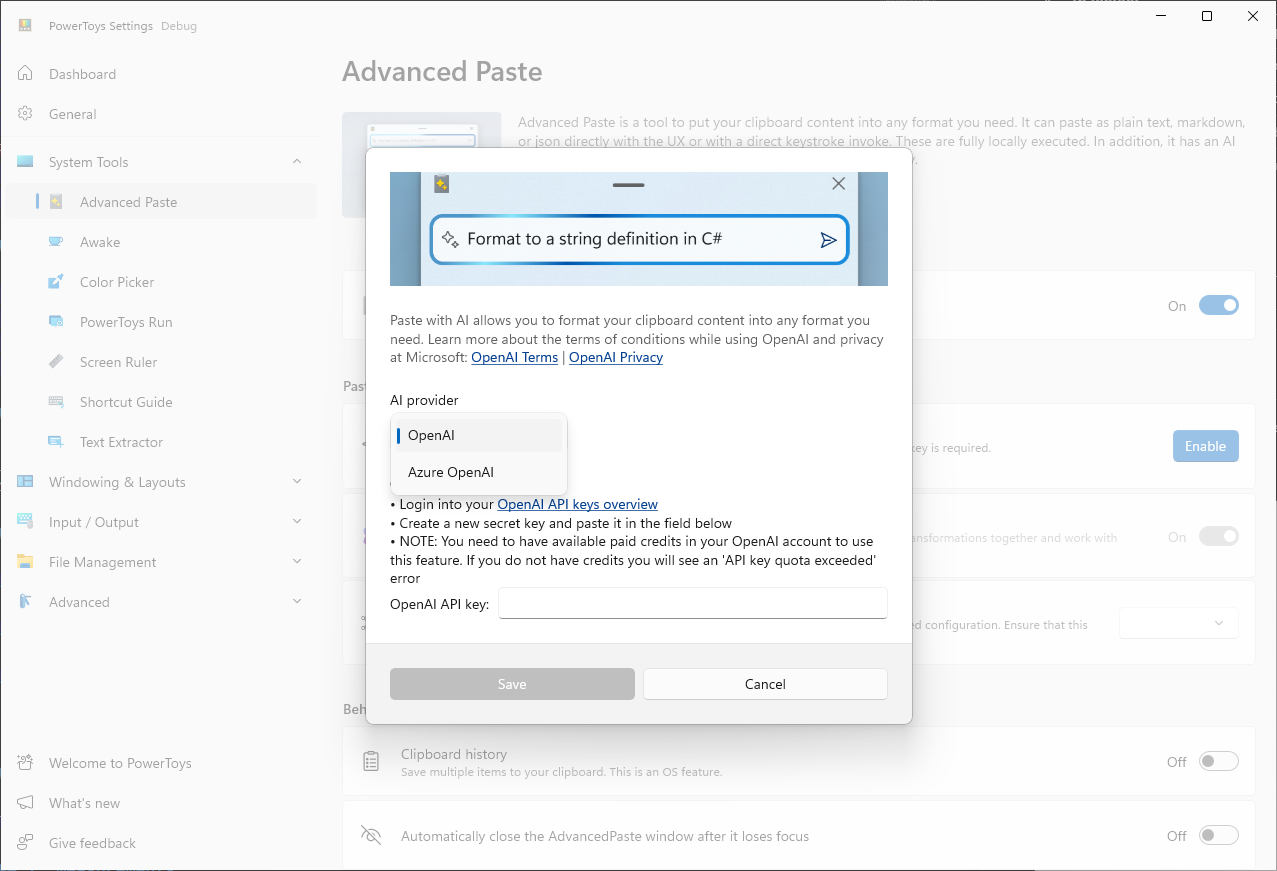 PowerToys Settings Debug
Dashboard
General
System Tools
Advanced Paste
Awake
Color Picker
PowerToys Run
Screen Ruler
Shortcut Guide
Text Extractor
Windowing & Layouts
Input / Output
File Management
Advanced
Welcome to PowerToys
What's new
Give feedback
Advanced Paste
Advanced Paste is a tool to put your clipboard content into any format you need. It can paste as plain text, markdown,
or json directly with the UX or with a direct keystroke invoke. These are fully locally executed. In addition, it has an AI
On
key is required.
Enable
ansformations together and work with
On
ed configuration. Ensure that this
Clipboard history
Save multiple items to your clipboard. This is an OS feature.
Off
Automatically close the AdvancedPaste window after it loses focus
Off
Format to a string definition in C#
Paste with AI allows you to format your clipboard content into any format you
need. Learn more about the terms of conditions while using OpenAI and privacy
at Microsoft: OpenAI Terms | OpenAI Privacy
AI provider
OpenAI
Azure OpenAI
• Login into your OpenAI API keys overview
• Create a new secret key and paste it in the field below
• NOTE: You need to have available paid credits in your OpenAI account to use
this feature. If you do not have credits you will see an 'API key quota exceeded'
error
OpenAI API key:
Save
Cancel